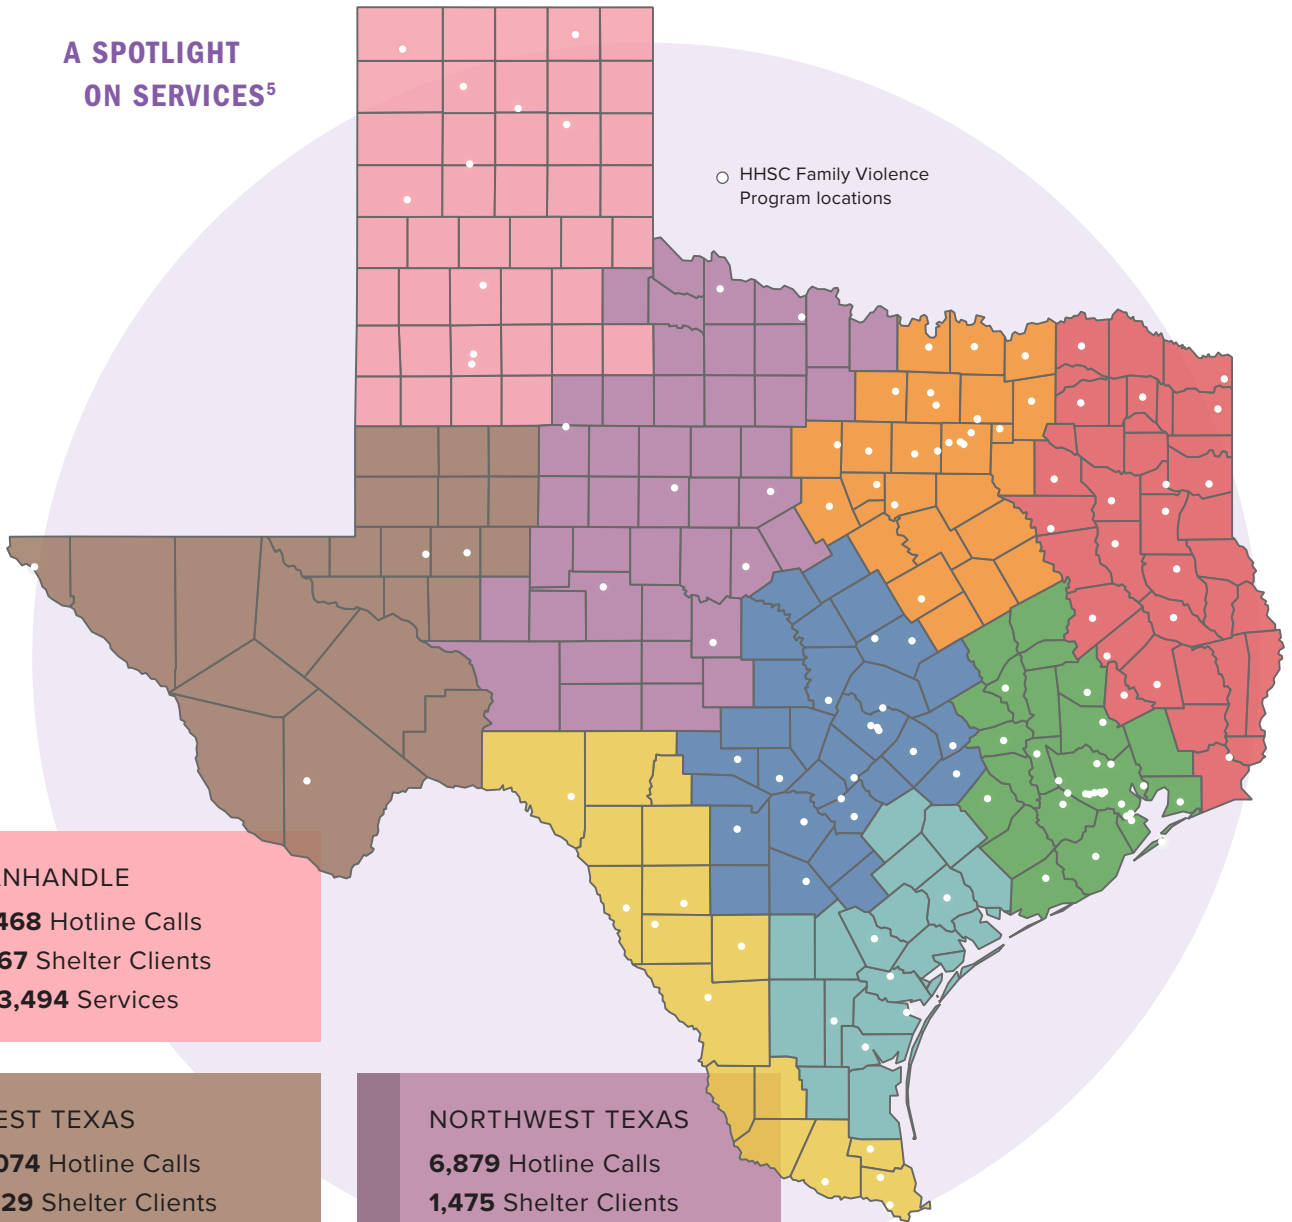 A SPOTLIGHT
ON SERVICES⁵
HHSC Family Violence
Program locations
ANHANDLE
468 Hotline Calls
67 Shelter Clients
3,494 Services
EST TEXAS
074 Hotline Calls
29 Shelter Clients
NORTHWEST TEXAS
6,879 Hotline Calls
1,475 Shelter Clients